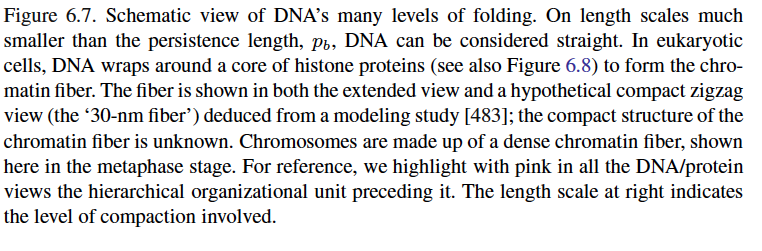 Figure 6.7. Schematic view of DNA's many levels of folding. On length scales much
smaller than the persistence length, p_b, DNA can be considered straight. In eukaryotic
cells, DNA wraps around a core of histone proteins (see also Figure 6.8) to form the chro-
matin fiber. The fiber is shown in both the extended view and a hypothetical compact zigzag
view (the ‘30-nm fiber’) deduced from a modeling study [483]; the compact structure of the
chromatin fiber is unknown. Chromosomes are made up of a dense chromatin fiber, shown
here in the metaphase stage. For reference, we highlight with pink in all the DNA/protein
views the hierarchical organizational unit preceding it. The length scale at right indicates
the level of compaction involved.